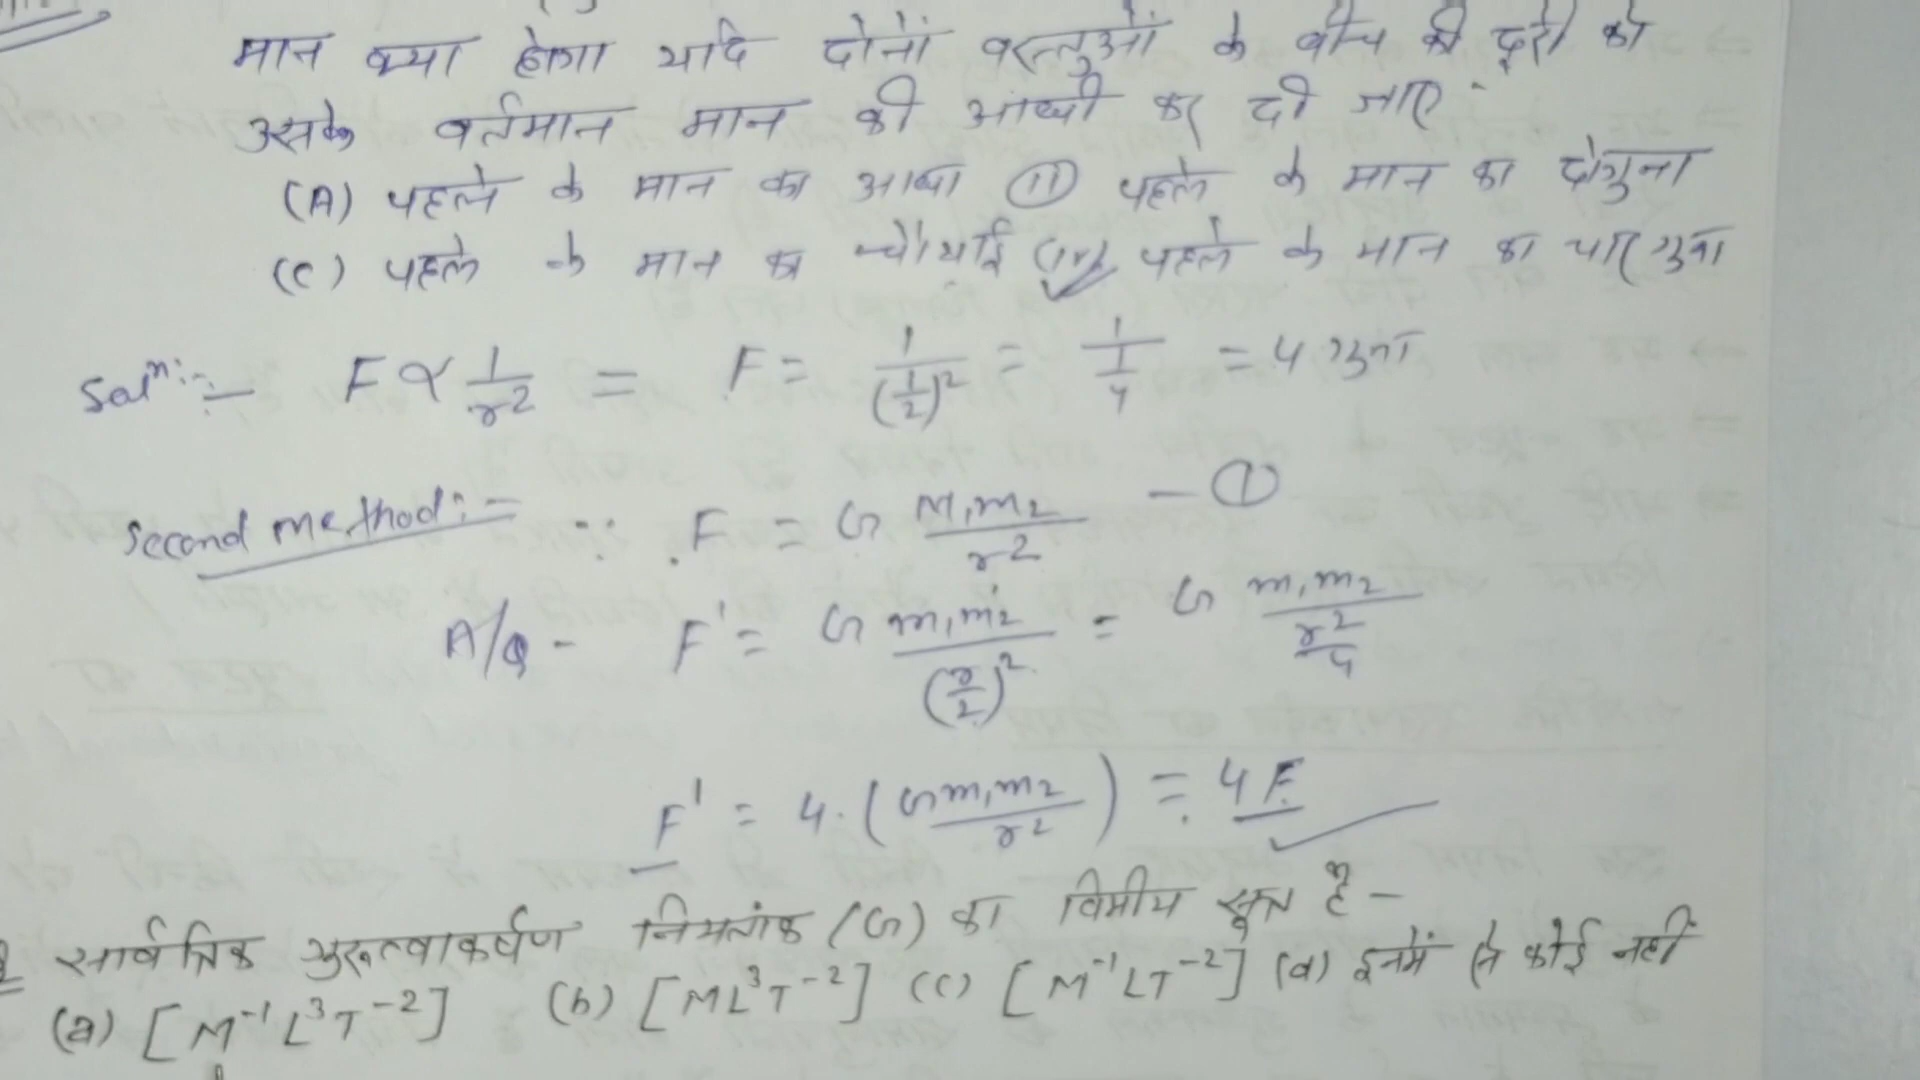 मान क्या होगा यदि दोनों वस्तुओं के बीच की दूरी को
उसके वर्तमान मान की आधी कर दी जाए.
(A) पहले के मान का आधा (11) पहले के मान का दोगुना
(C) पहले के मान का चौथाई (IV) पहले के मान का चार गुना
Solⁿ:- F ∝ 1/r² = F = 1/(1/2)² = 1/(1/4) = 4 गुना
Second method:- ∵ F = G M₁m₂/r² — ①
A/Q - F' = G m₁m₂/(r/2)² = G m₁m₂/(r²/4)
F' = 4.(G m₁m₂/r²) = 4F
सार्वत्रिक गुरुत्वाकर्षण नियतांक (G) का विमीय सूत्र है -
(a) [M⁻¹L³T⁻²] (b) [ML³T⁻²] (c) [M⁻¹LT⁻²] (d) इनमें से कोई नहीं